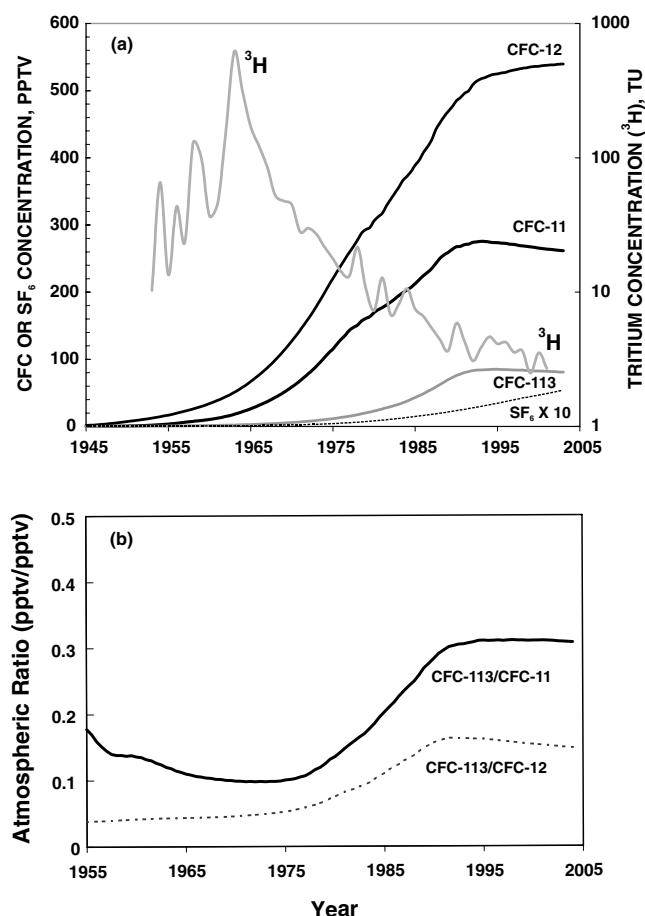 (a)
CFC OR SF₆ CONCENTRATION, PPTV
600
500
400
300
200
100
0
1945
1955
1965
1975
1985
1995
2005
³H
CFC-12
CFC-11
³H
CFC-113
SF₆ X 10
1000
100
10
1
TRITIUM CONCENTRATION (³H), TU
(b)
Atmospheric Ratio (pptv/pptv)
0.5
0.4
0.3
0.2
0.1
0
CFC-113/CFC-11
CFC-113/CFC-12
1955
1965
1975
1985
1995
2005
Year